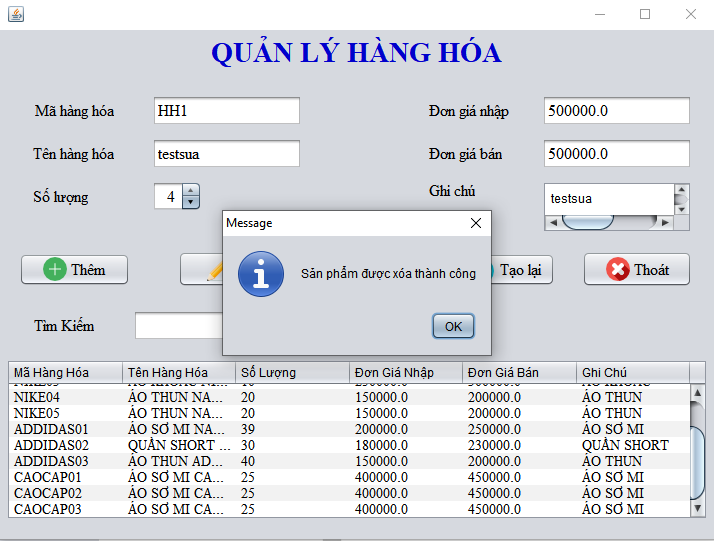 QUẢN LÝ HÀNG HÓA
Mã hàng hóa HH1 Đơn giá nhập 500000.0
Tên hàng hóa testsua Đơn giá bán 500000.0
Số lượng 4 Ghi chú testsua
Message
Sản phẩm được xóa thành công
OK
Thêm Tạo lại Thoát
Tìm Kiếm
Mã Hàng Hóa Tên Hàng Hóa Số Lượng Đơn Giá Nhập Đơn Giá Bán Ghi Chú
NIKE04 ÁO THUN NA... 20 150000.0 200000.0 ÁO THUN
NIKE05 ÁO THUN NA... 20 150000.0 200000.0 ÁO THUN
ADDIDAS01 ÁO SƠ MI NA... 39 200000.0 250000.0 ÁO SƠ MI
ADDIDAS02 QUẦN SHORT ... 30 180000.0 230000.0 QUẦN SHORT
ADDIDAS03 ÁO THUN AD... 40 150000.0 200000.0 ÁO THUN
CAOCAP01 ÁO SƠ MI CA... 25 400000.0 450000.0 ÁO SƠ MI
CAOCAP02 ÁO SƠ MI CA... 25 400000.0 450000.0 ÁO SƠ MI
CAOCAP03 ÁO SƠ MI CA... 25 400000.0 450000.0 ÁO SƠ MI